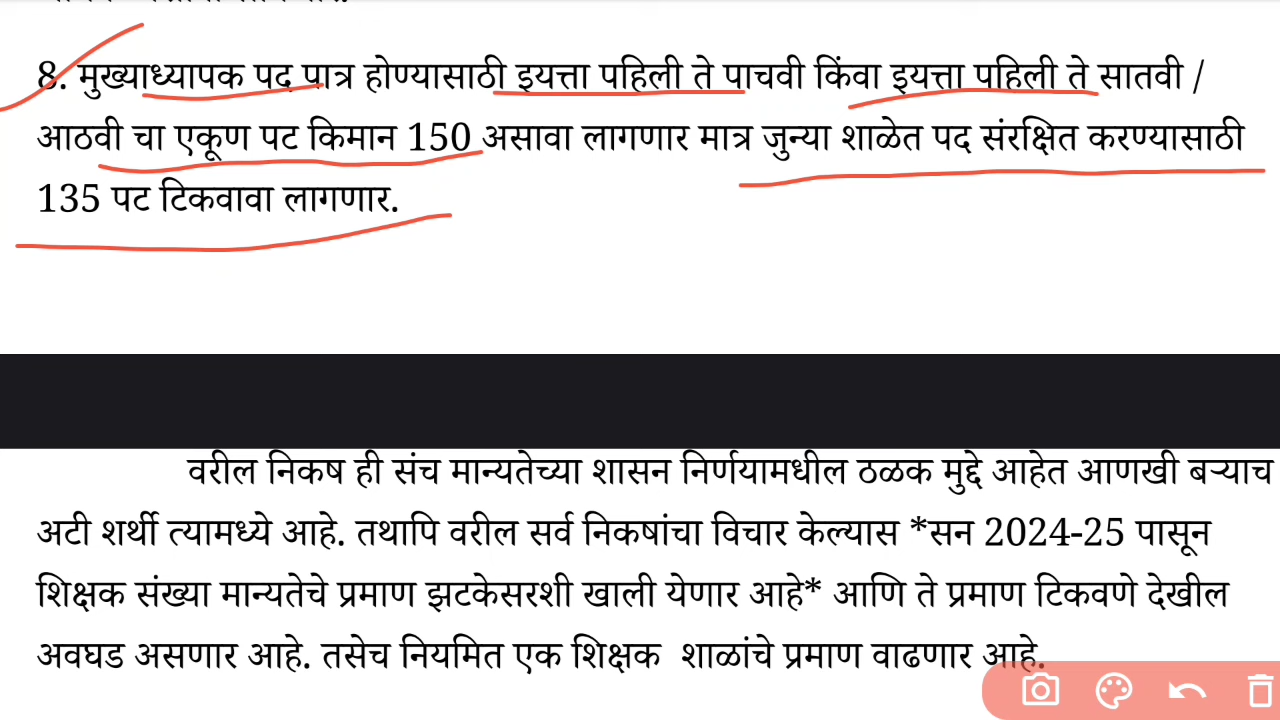 8. मुख्याध्यापक पद पात्र होण्यासाठी इयत्ता पहिली ते पाचवी किंवा इयत्ता पहिली ते सातवी /
आठवी चा एकूण पट किमान 150 असावा लागणार मात्र जुन्या शाळेत पद संरक्षित करण्यासाठी
135 पट टिकवावा लागणार.
वरील निकष ही संच मान्यतेच्या शासन निर्णयामधील ठळक मुद्दे आहेत आणखी बऱ्याच
अटी शर्थी त्यामध्ये आहे. तथापि वरील सर्व निकषांचा विचार केल्यास *सन 2024-25 पासून
शिक्षक संख्या मान्यतेचे प्रमाण झटकेसरशी खाली येणार आहे* आणि ते प्रमाण टिकवणे देखील
अवघड असणार आहे. तसेच नियमित एक शिक्षक शाळांचे प्रमाण वाढणार आहे.